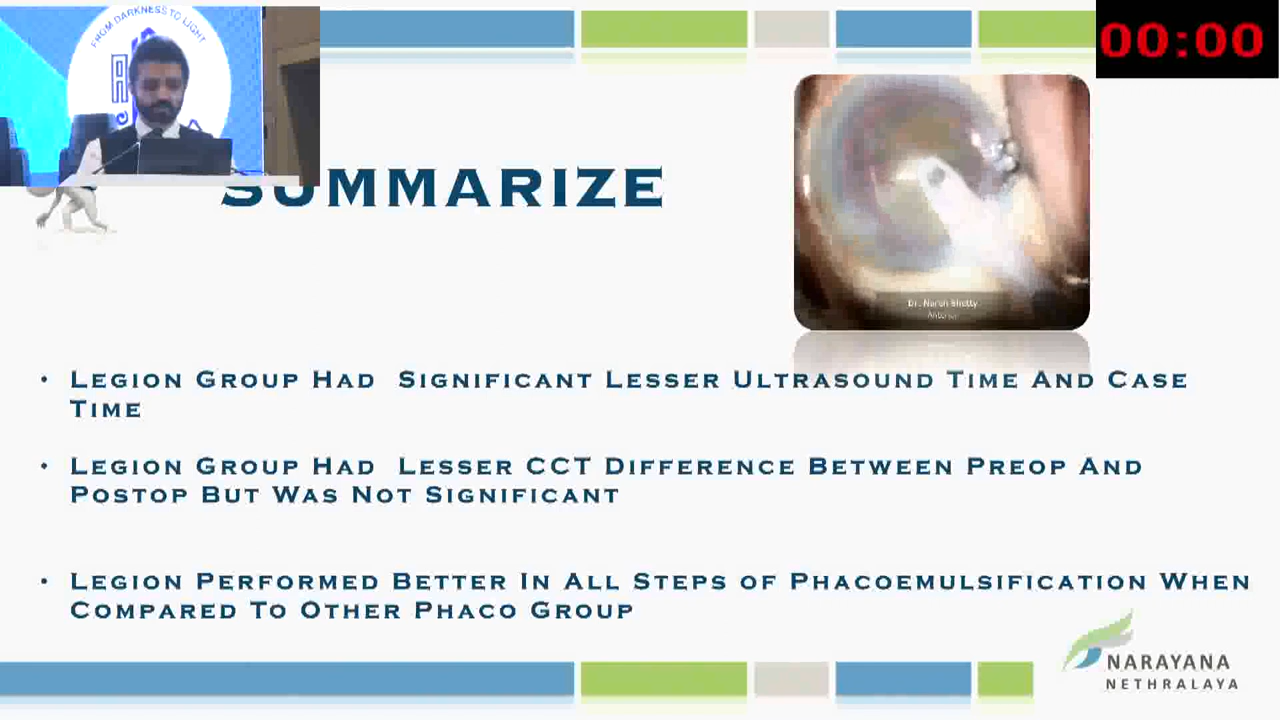 FROM DARKNESS TO LIGHT
00:00
SUMMARIZE
Dr. Narsh Shetty
LEGION GROUP HAD SIGNIFICANT LESSER ULTRASOUND TIME AND CASE
TIME
LEGION GROUP HAD LESSER CCT DIFFERENCE BETWEEN PREOP AND
POSTOP BUT WAS NOT SIGNIFICANT
LEGION PERFORMED BETTER IN ALL STEPS OF PHACOEMULSIFICATION WHEN
COMPARED TO OTHER PHACO GROUP
NARAYANA
NETHRALAYA